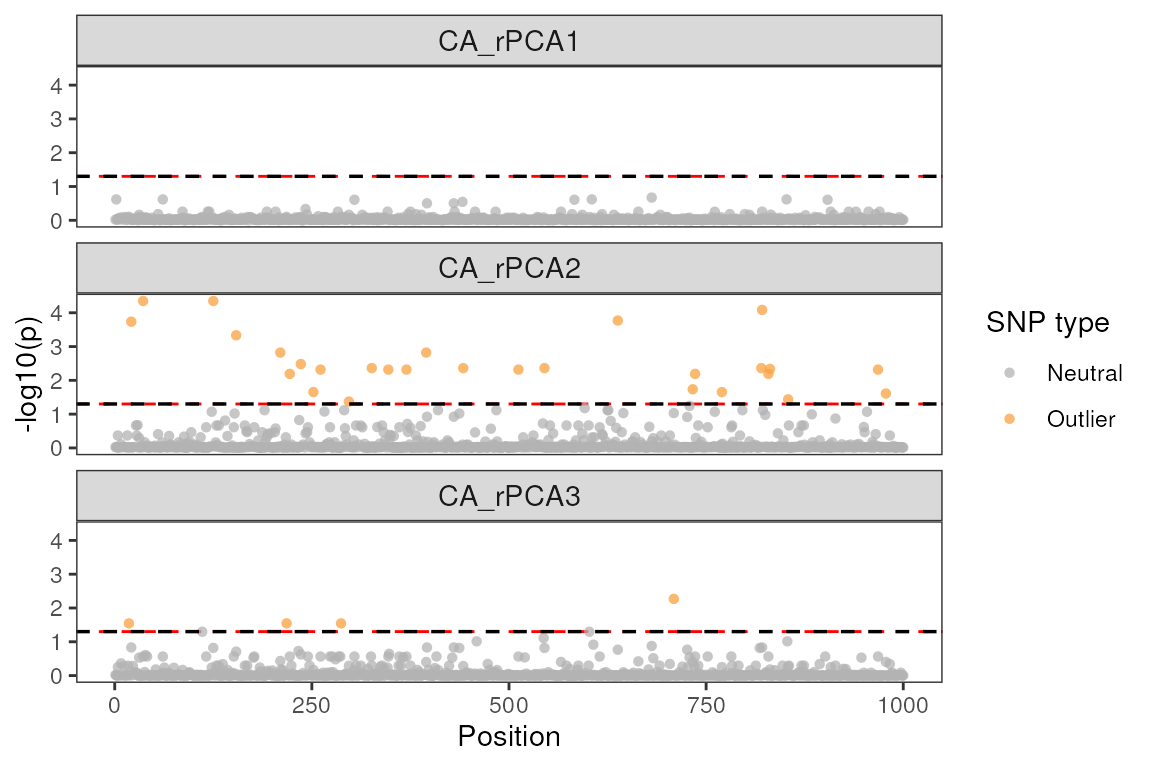 CA_rPCA1
4
3
2
1
0
CA_rPCA2
4
3
2
1
0
CA_rPCA3
4
3
2
1
0
0 250 500 750 1000
Position
-log10(p)
SNP type
Neutral
Outlier